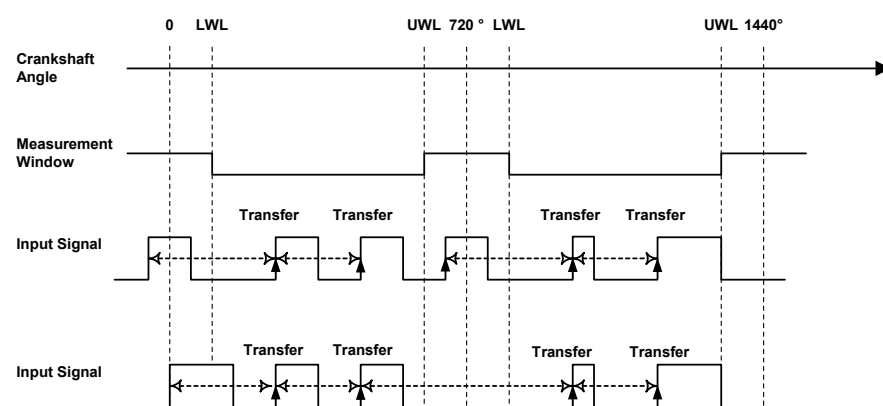 0 LWL UWL 720 ° LWL UWL 1440°
Crankshaft
Angle
Measurement
Window
Transfer Transfer Transfer Transfer
Input Signal
Transfer Transfer Transfer Transfer
Input Signal